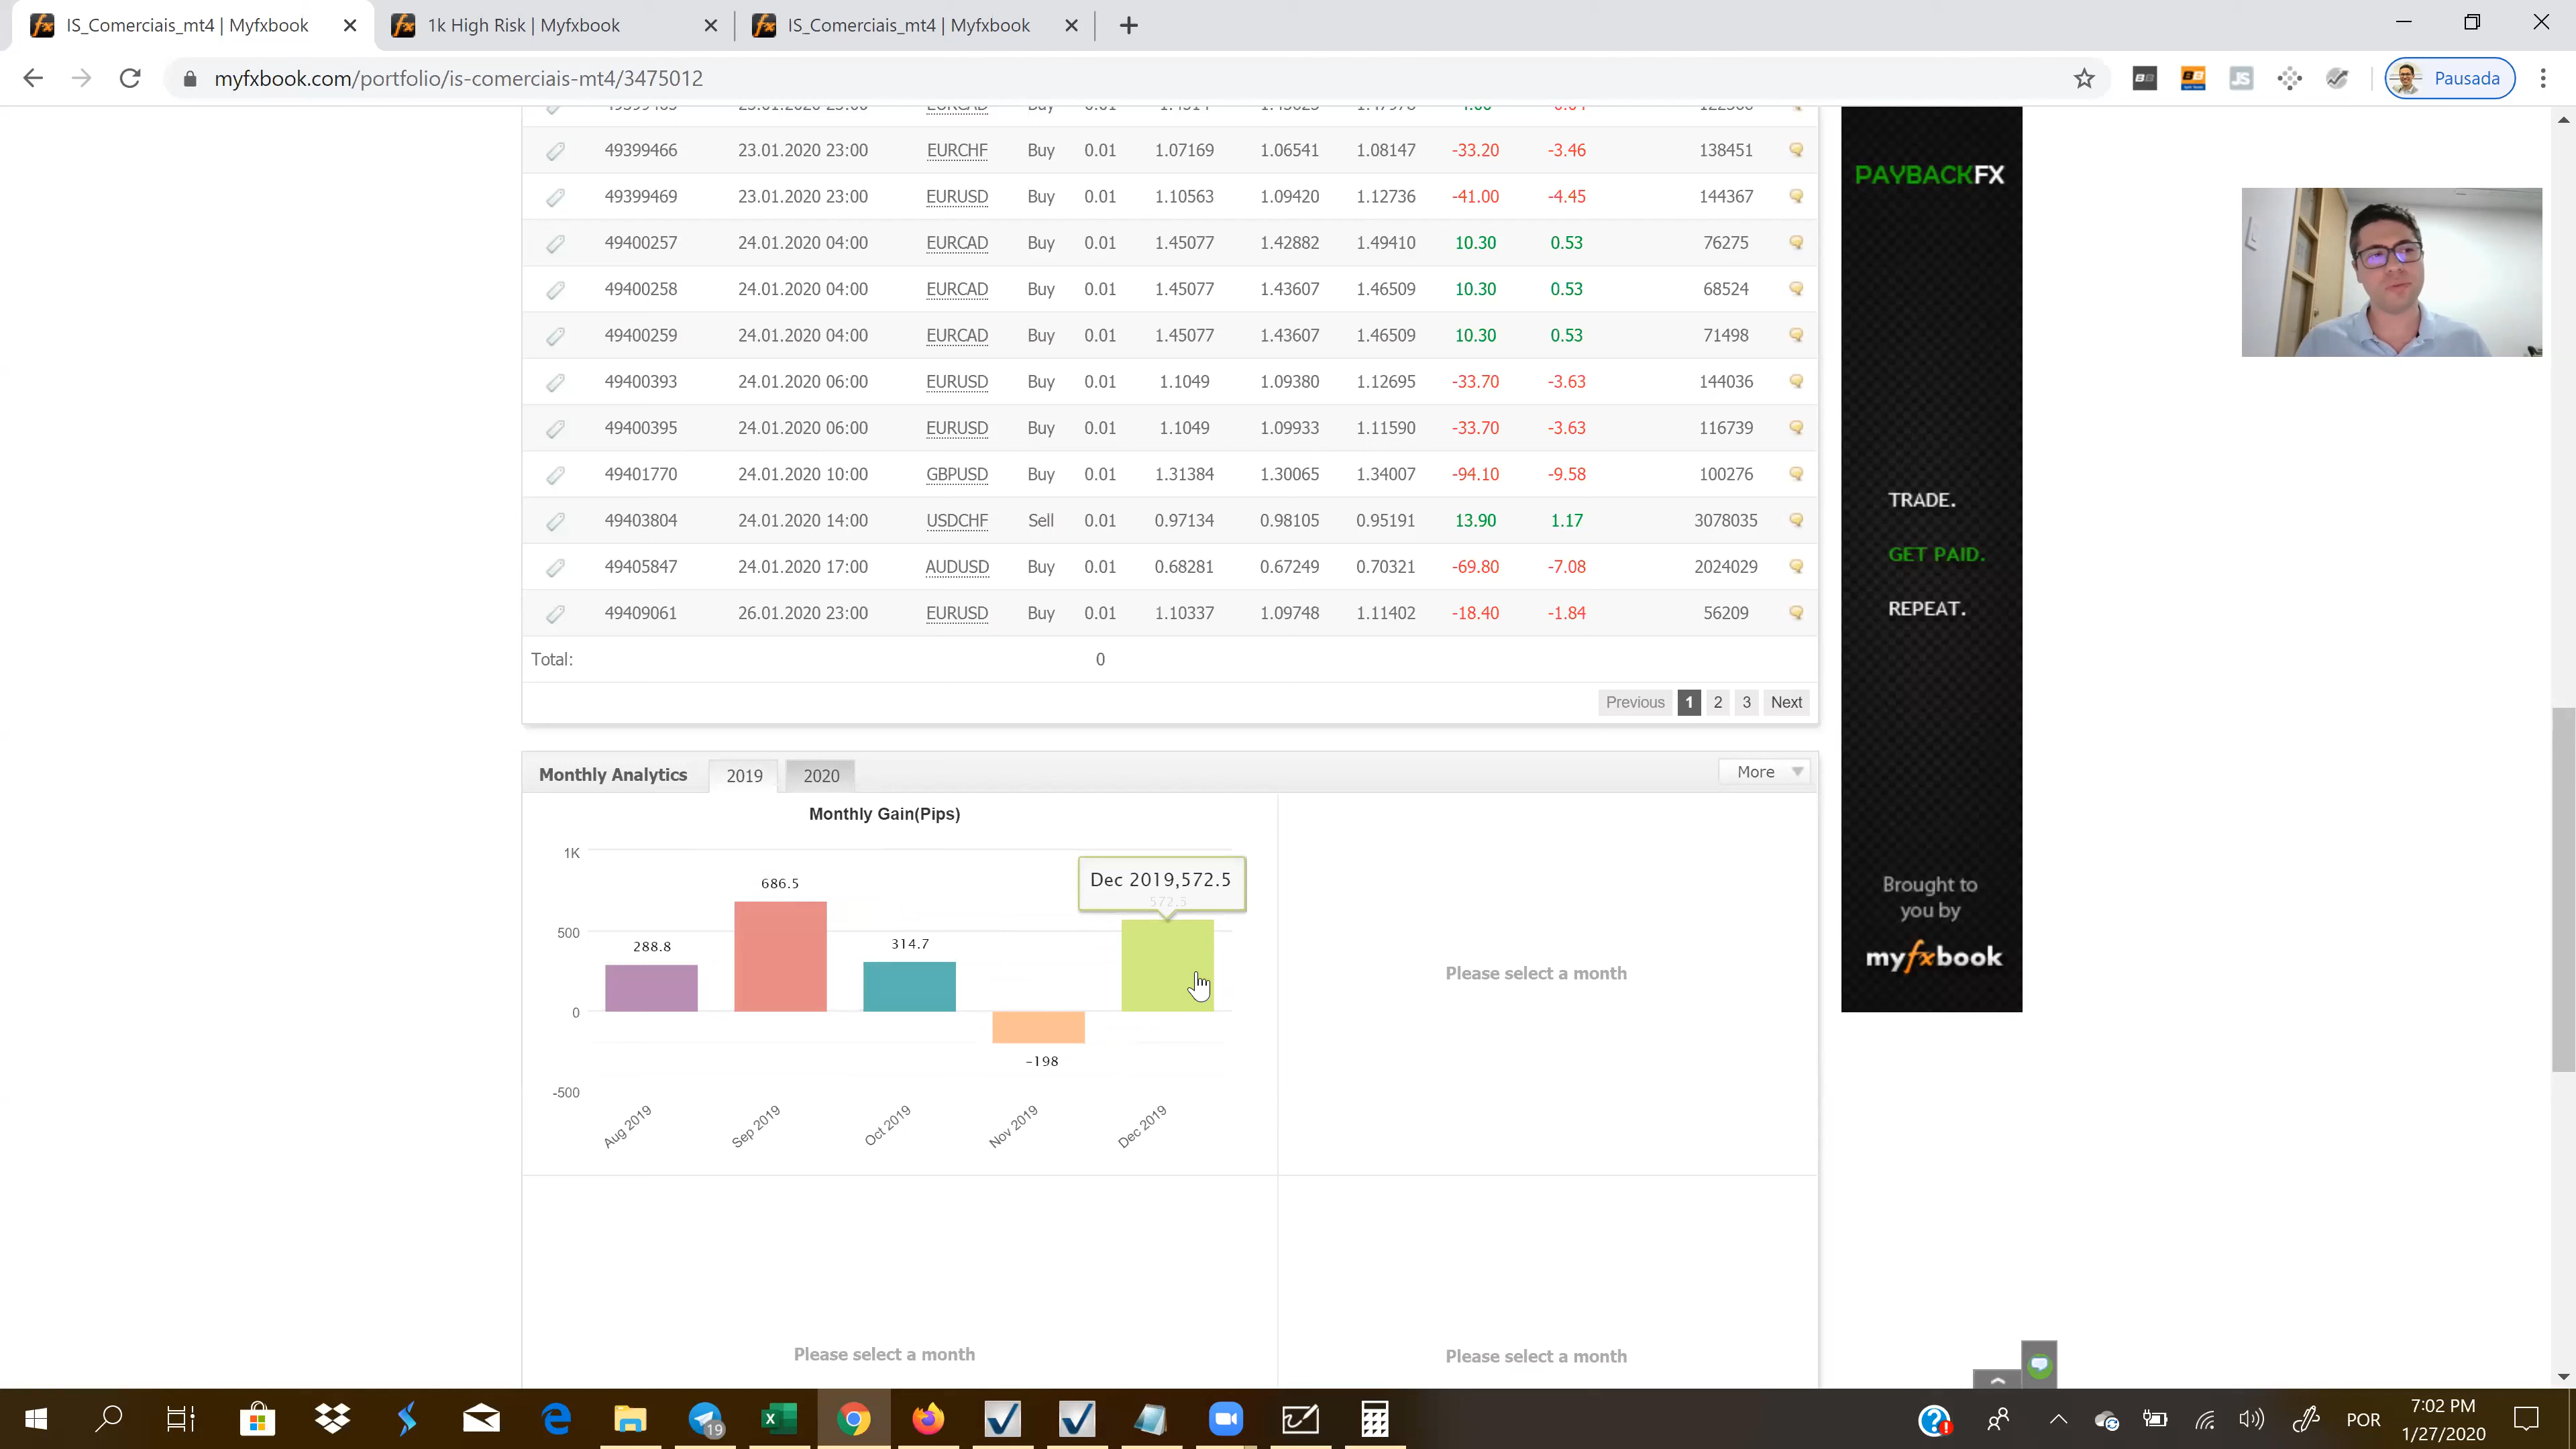 IS_Comerciais_mt4 | Myfxbook 1k High Risk | Myfxbook IS_Comerciais_mt4 | Myfxbook
myfxbook.com/portfolio/is-comerciais-mt4/3475012 Pausada
49399466 23.01.2020 23:00 EURCHF Buy 0.01 1.07169 1.06541 1.08147 -33.20 -3.46 138451
49399469 23.01.2020 23:00 EURUSD Buy 0.01 1.10563 1.09420 1.12736 -41.00 -4.45 144367
49400257 24.01.2020 04:00 EURCAD Buy 0.01 1.45077 1.42882 1.49410 10.30 0.53 76275
49400258 24.01.2020 04:00 EURCAD Buy 0.01 1.45077 1.43607 1.46509 10.30 0.53 68524
49400259 24.01.2020 04:00 EURCAD Buy 0.01 1.45077 1.43607 1.46509 10.30 0.53 71498
49400393 24.01.2020 06:00 EURUSD Buy 0.01 1.1049 1.09380 1.12695 -33.70 -3.63 144036
49400395 24.01.2020 06:00 EURUSD Buy 0.01 1.1049 1.09933 1.11590 -33.70 -3.63 116739
49401770 24.01.2020 10:00 GBPUSD Buy 0.01 1.31384 1.30065 1.34007 -94.10 -9.58 100276
49403804 24.01.2020 14:00 USDCHF Sell 0.01 0.97134 0.98105 0.95191 13.90 1.17 3078035
49405847 24.01.2020 17:00 AUDUSD Buy 0.01 0.68281 0.67249 0.70321 -69.80 -7.08 2024029
49409061 26.01.2020 23:00 EURUSD Buy 0.01 1.10337 1.09748 1.11402 -18.40 -1.84 56209
Total: 0
Previous 1 2 3 Next
Monthly Analytics 2019 2020 More
Monthly Gain(Pips)
1K
500
0
-500
288.8
686.5
314.7
-198
Dec 2019,572.5
572.5
Aug 2019
Sep 2019
Oct 2019
Nov 2019
Dec 2019
Please select a month
Please select a month
Please select a month
PAYBACKFX
TRADE.
GET PAID.
REPEAT.
Brought to
you by
myfxbook
19
POR
7:02 PM
1/27/2020